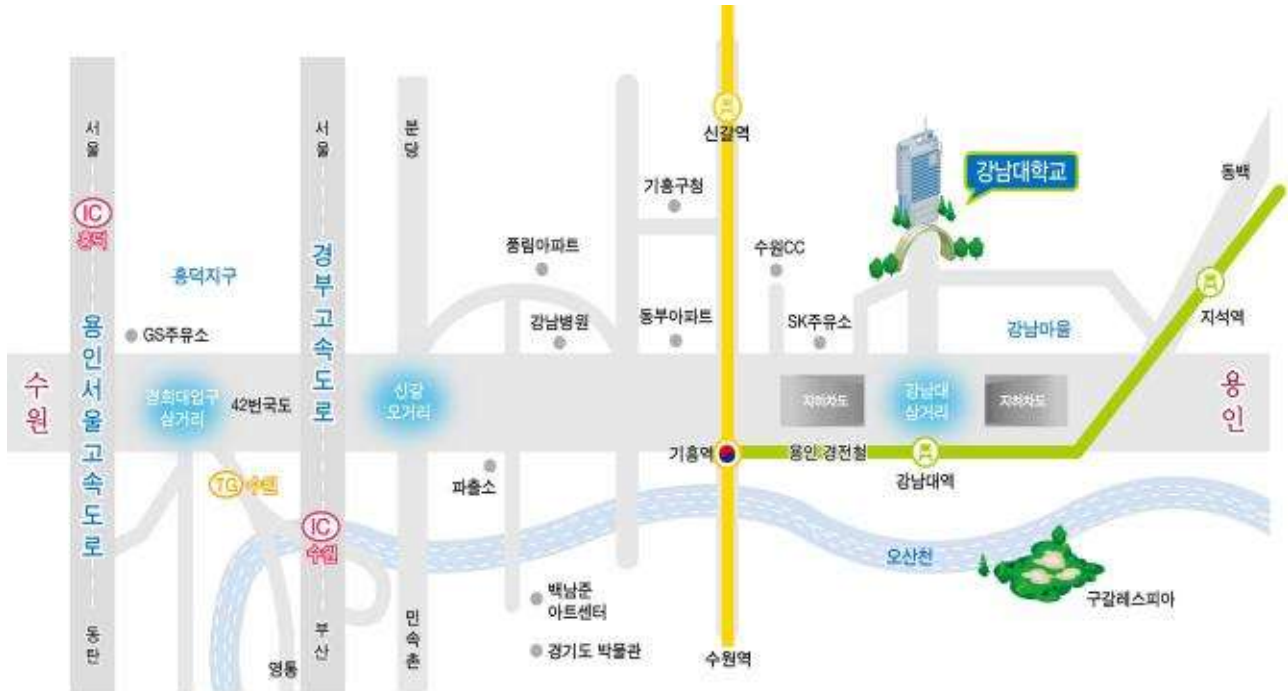 서울
서울
분당
신갈역
강남대학교
동백
기흥구청
IC
흥덕
풍림아파트
수원CC
흥덕지구
경부고속도로
GS주유소
강남병원
동부아파트
SK주유소
강남마을
지석역
용인서울고속도로
수원
경희대입구
삼거리
42번국도
신갈
오거리
지하차도
강남대
삼거리
지하차도
용인
기흥역
용인 경전철
강남대역
TG 수원
파출소
IC
수원
오산천
구갈레스피아
백남준
아트센터
경기도 박물관
동탄
영통
부산
민속촌
수원역